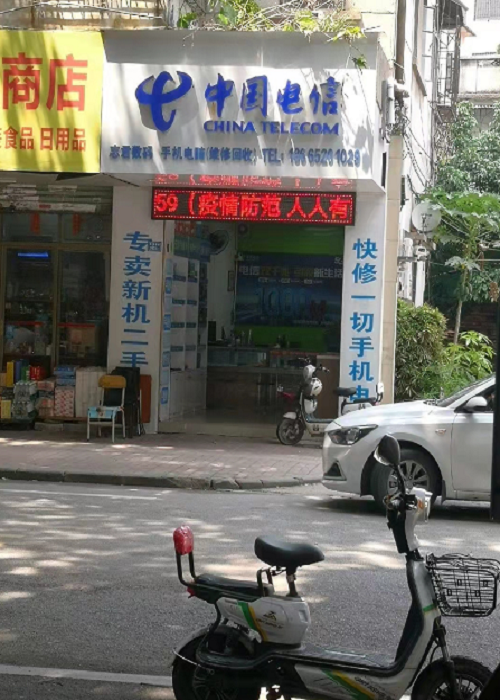 商店
食品 日用品
中国电信
CHINA TELECOM
手机电脑(维修回收) TEL:
59（疫情防范 人人有
专卖新机二手
快修一切手机电